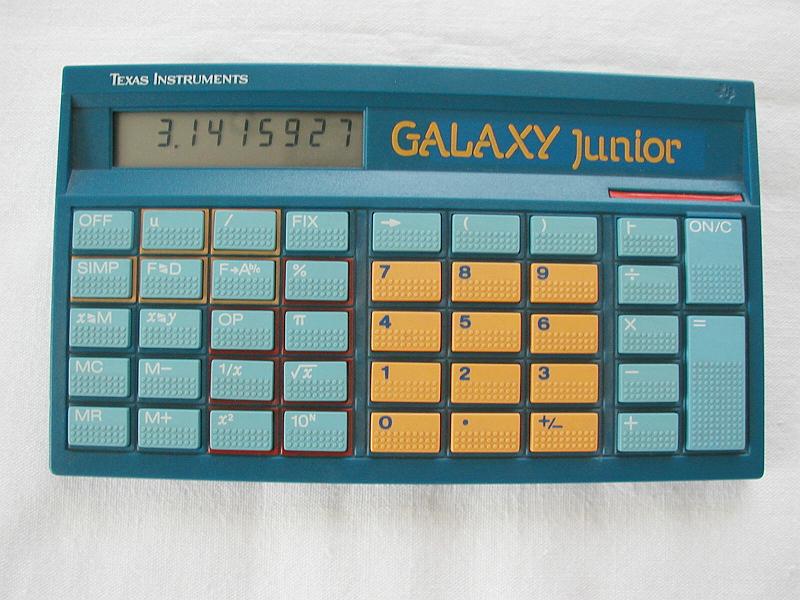 TEXAS INSTRUMENTS
3.1415927
GALAXY junior
OFF u / FIX → ( ) ⊢ ON/C
SIMP F⇆D F→Ab/c % 7 8 9 ÷
x⇆M x⇆y OP π 4 5 6 × =
MC M− 1/x √x 1 2 3 −
MR M+ x² 10ᴺ 0 • +/− +